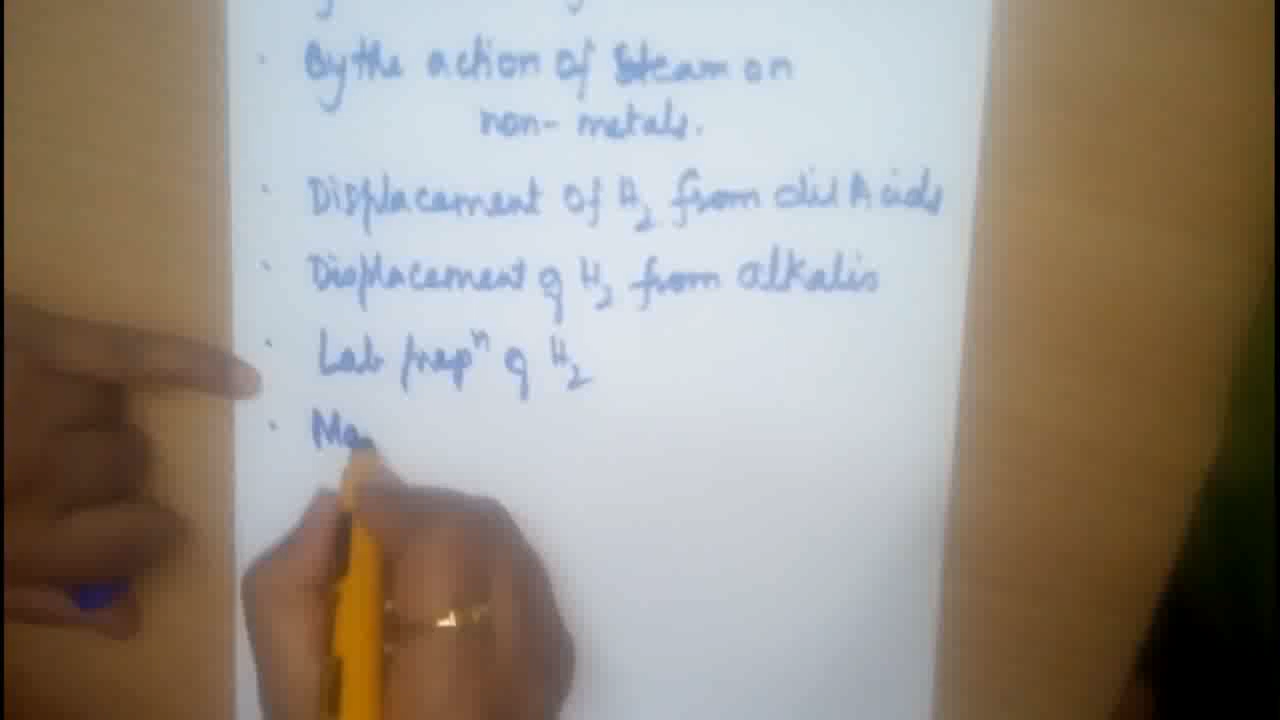 · By the action of Steam on
non- metals.
· Displacement of H₂ from dil Acids
· Displacement of H₂ from alkalis
· Lab prepⁿ of H₂
· Ma